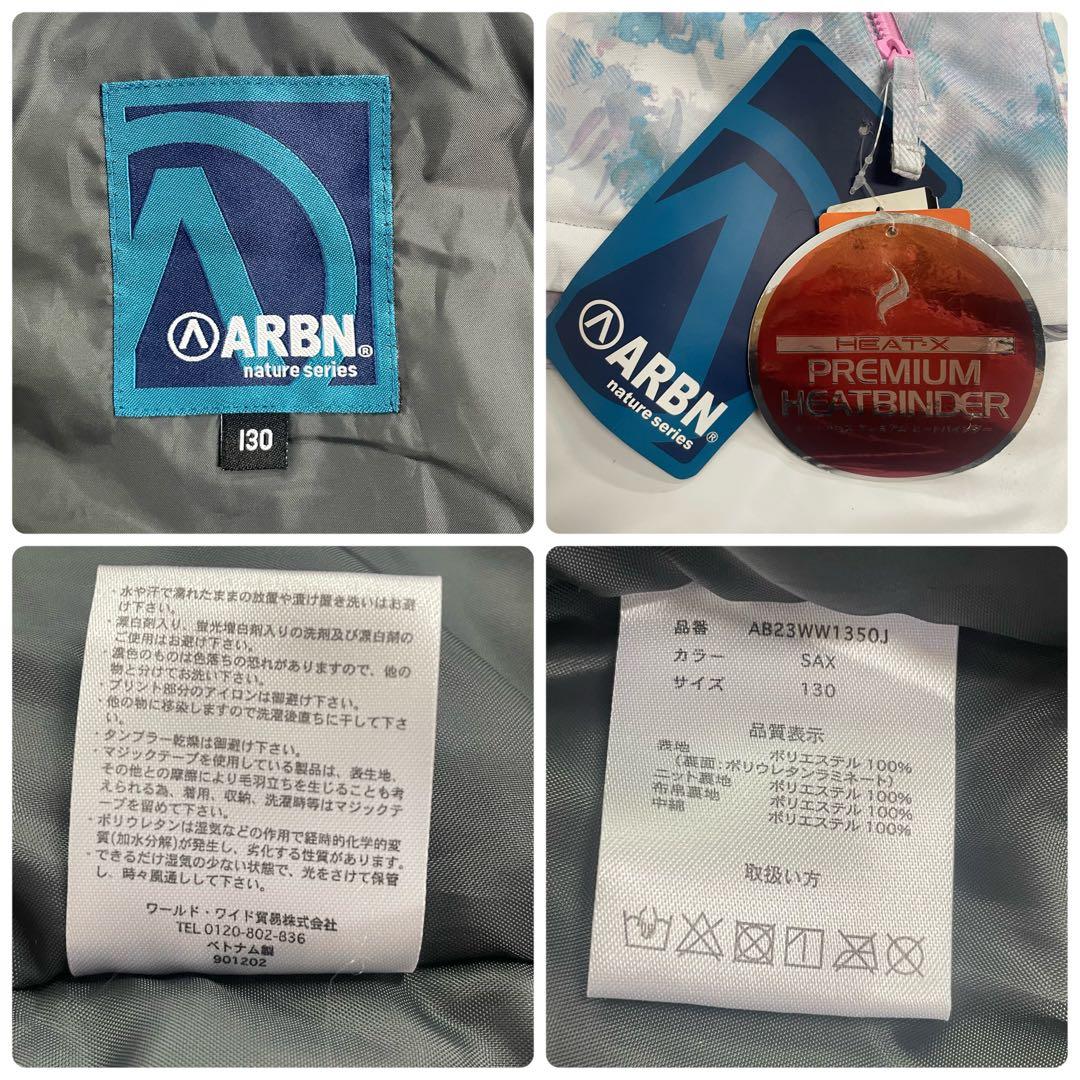 ARBN®
nature series
130
ARBN®
nature series
HEAT-X
PREMIUM
HEATBINDER
プレミアム ヒートバインダー
・水や汗で濡れたままの放置や漬け置き洗いはお避
け下さい。
・漂白剤入り、蛍光増白剤入りの洗剤及び漂白剤の
ご使用はお避け下さい。
・濃色のものは色落ちの恐れがありますので、他の
物と分けてお洗い下さい。
・プリント部分のアイロンは御避け下さい。
・他の物に移染しますので洗濯後直ちに干して下さ
い。
・タンブラー乾燥は御避け下さい。
・マジックテープを使用している製品は、表生地、
その他との摩擦により毛羽立ちを生じることも考
えられる為、着用、収納、洗濯時等はマジックテ
ープを留めて下さい。
・ポリウレタンは湿気などの作用で経時的化学的変
質(加水分解)が発生し、劣化する性質があります。
・できるだけ湿気の少ない状態で、光をさけて保管
し、時々風通しして下さい。
ワールド・ワイド貿易株式会社
TEL 0120-802-836
ベトナム製
901202
品番 AB23WW1350J
カラー SAX
サイズ 130
品質表示
表地 ポリエステル 100%
(裏面:ポリウレタンラミネート)
ニット裏地 ポリエステル 100%
布帛裏地 ポリエステル 100%
中綿 ポリエステル 100%
取扱い方